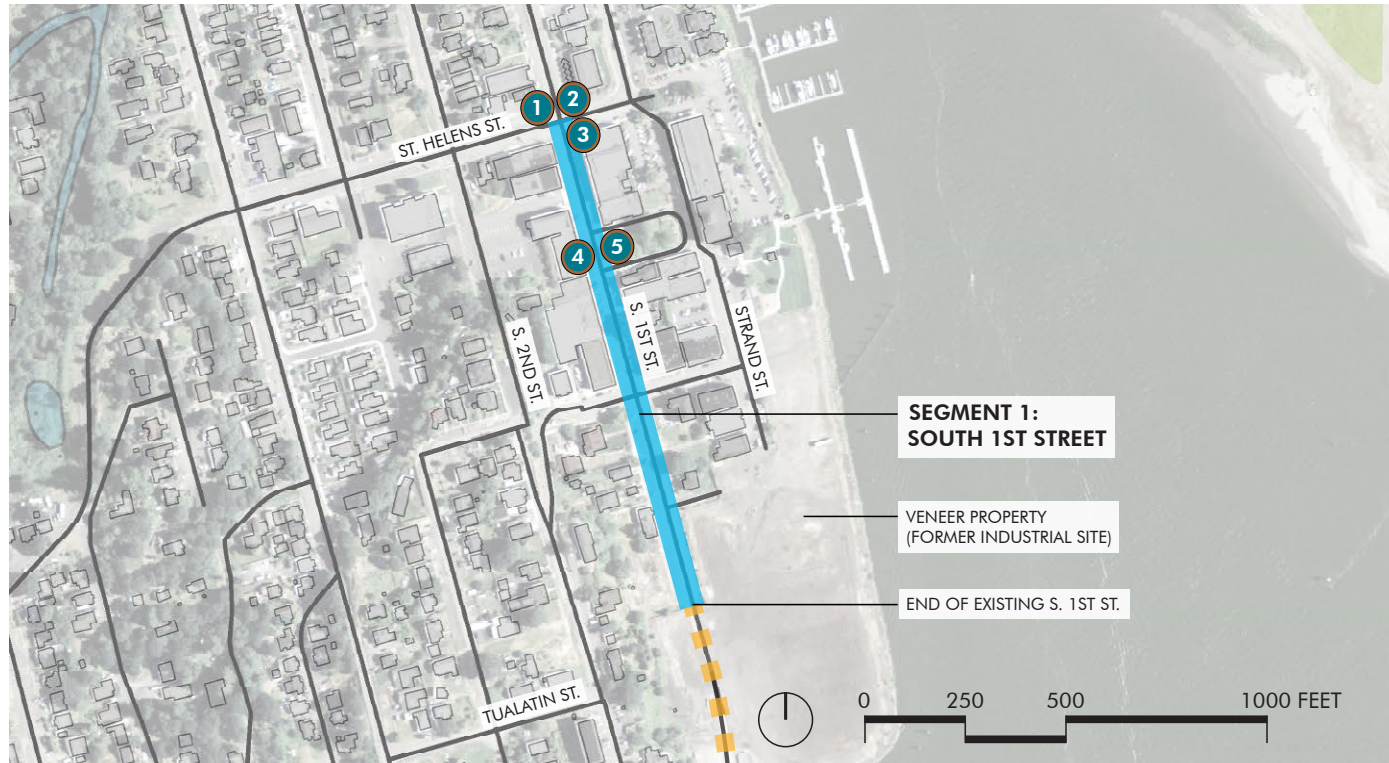 1
2
3
ST. HELENS ST.
4
5
S. 2ND ST.
S. 1ST ST.
STRAND ST.
SEGMENT 1:
SOUTH 1ST STREET
VENEER PROPERTY
(FORMER INDUSTRIAL SITE)
END OF EXISTING S. 1ST ST.
TUALATIN ST.
0 250 500 1000 FEET